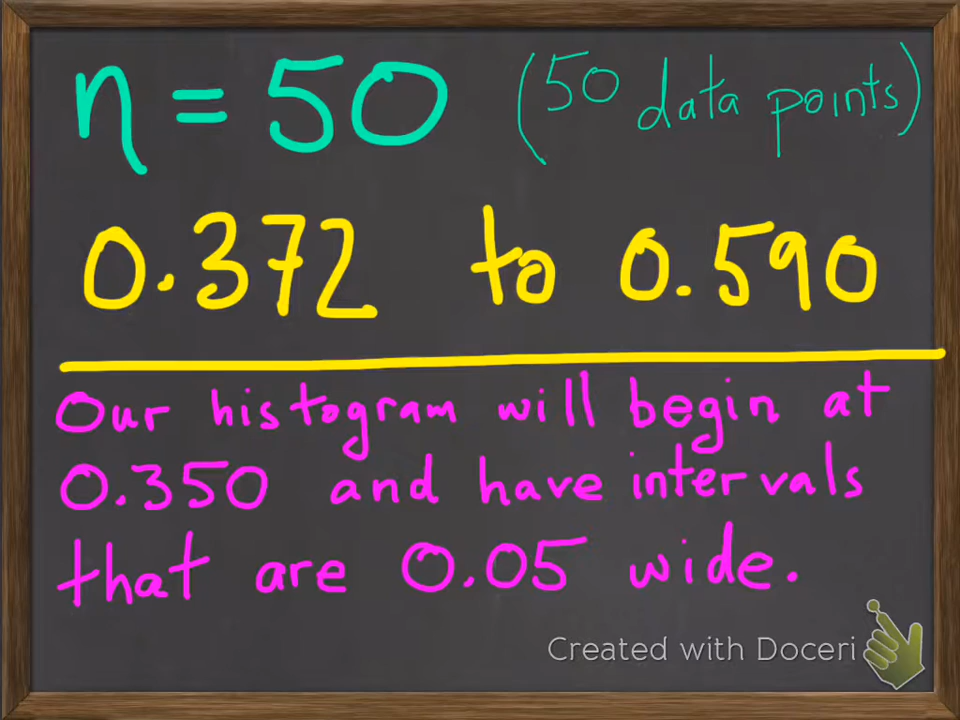 n = 50 (50 data points)
0.372 to 0.590
Our histogram will begin at
0.350 and have intervals
that are 0.05 wide.
Created with Doceri